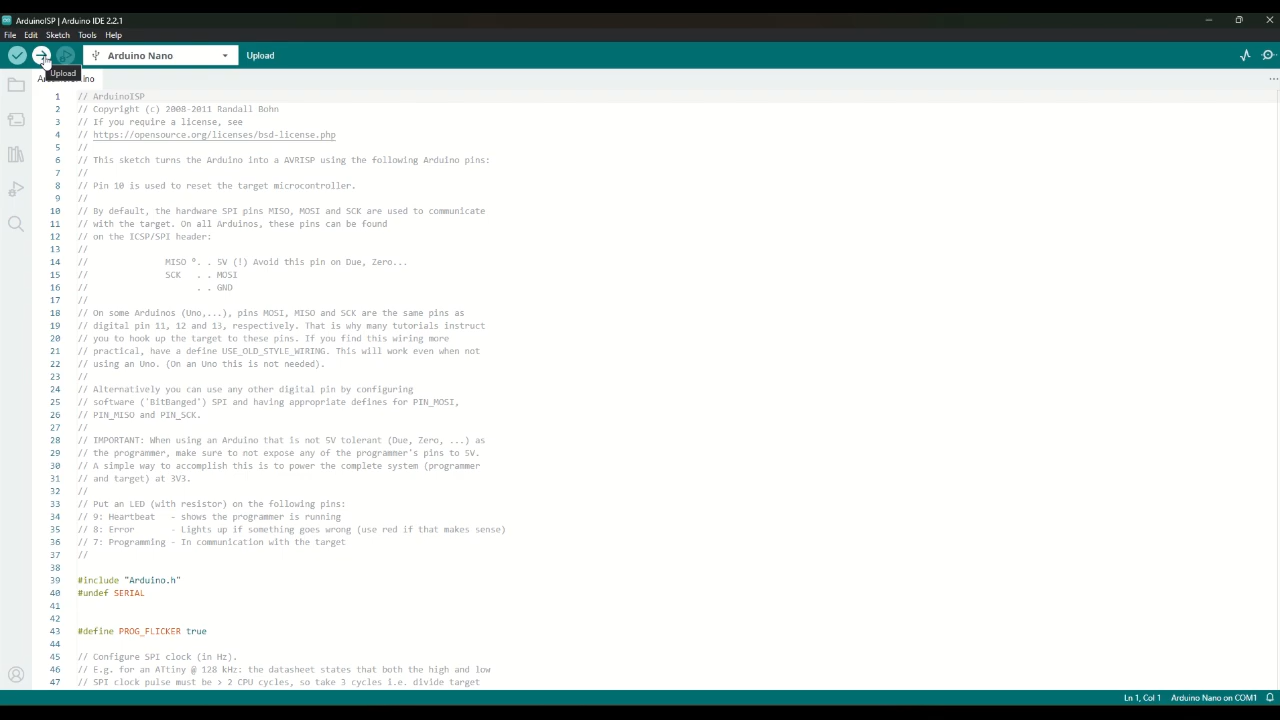 ArduinoISP | Arduino IDE 2.2.1
File Edit Sketch Tools Help
Arduino Nano Upload
Upload
1 // ArduinoISP
2 // Copyright (c) 2008-2011 Randall Bohn
3 // If you require a license, see
4 // https://opensource.org/licenses/bsd-license.php
5 //
6 // This sketch turns the Arduino into a AVRISP using the following Arduino pins:
7 //
8 // Pin 10 is used to reset the target microcontroller.
9 //
10 // By default, the hardware SPI pins MISO, MOSI and SCK are used to communicate
11 // with the target. On all Arduinos, these pins can be found
12 // on the ICSP/SPI header:
13 //
14 // MISO °. . 5V (!) Avoid this pin on Due, Zero...
15 // SCK . . MOSI
16 // . . GND
17 //
18 // On some Arduinos (Uno,...), pins MOSI, MISO and SCK are the same pins as
19 // digital pin 11, 12 and 13, respectively. That is why many tutorials instruct
20 // you to hook up the target to these pins. If you find this wiring more
21 // practical, have a define USE_OLD_STYLE_WIRING. This will work even when not
22 // using an Uno. (On an Uno this is not needed).
23 //
24 // Alternatively you can use any other digital pin by configuring
25 // software ('BitBanged') SPI and having appropriate defines for PIN_MOSI,
26 // PIN_MISO and PIN_SCK.
27 //
28 // IMPORTANT: When using an Arduino that is not 5V tolerant (Due, Zero, ...) as
29 // the programmer, make sure to not expose any of the programmer's pins to 5V.
30 // A simple way to accomplish this is to power the complete system (programmer
31 // and target) at 3V3.
32 //
33 // Put an LED (with resistor) on the following pins:
34 // 9: Heartbeat - shows the programmer is running
35 // 8: Error - Lights up if something goes wrong (use red if that makes sense)
36 // 7: Programming - In communication with the target
37 //
38
39 #include "Arduino.h"
40 #undef SERIAL
41
42
43 #define PROG_FLICKER true
44
45 // Configure SPI clock (in Hz).
46 // E.g. for an ATtiny @ 128 kHz: the datasheet states that both the high and low
47 // SPI clock pulse must be > 2 CPU cycles, so take 3 cycles i.e. divide target
Ln 1, Col 1 Arduino Nano on COM1